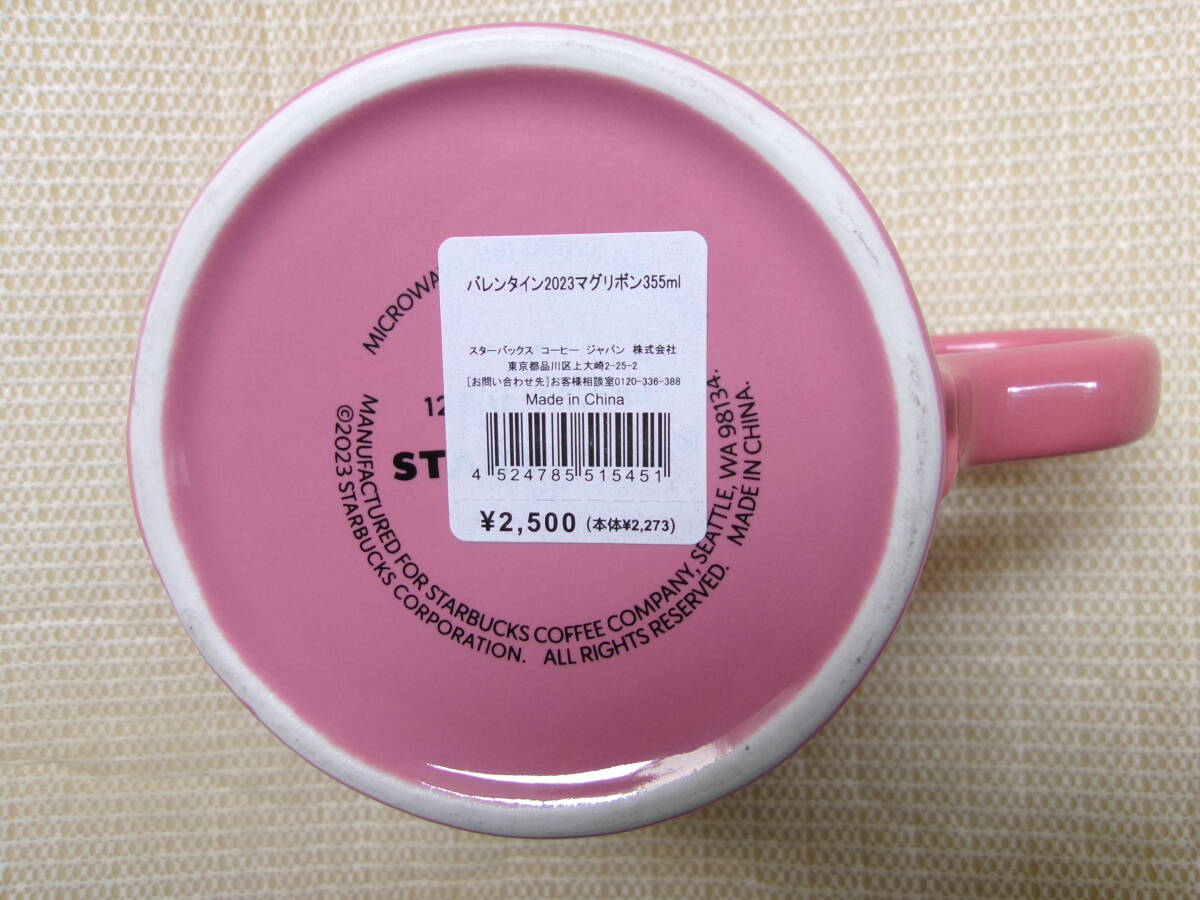 バレンタイン2023マグリボン355ml
スターバックス コーヒー ジャパン 株式会社
東京都品川区上大崎2-25-2
[お問い合わせ先]お客様相談室0120-336-388
Made in China
4 524785 515451
¥2,500 (本体¥2,273)
MANUFACTURED FOR STARBUCKS COFFEE COMPANY, SEATTLE, WA 98134.
©2023 STARBUCKS CORPORATION. ALL RIGHTS RESERVED. MADE IN CHINA.